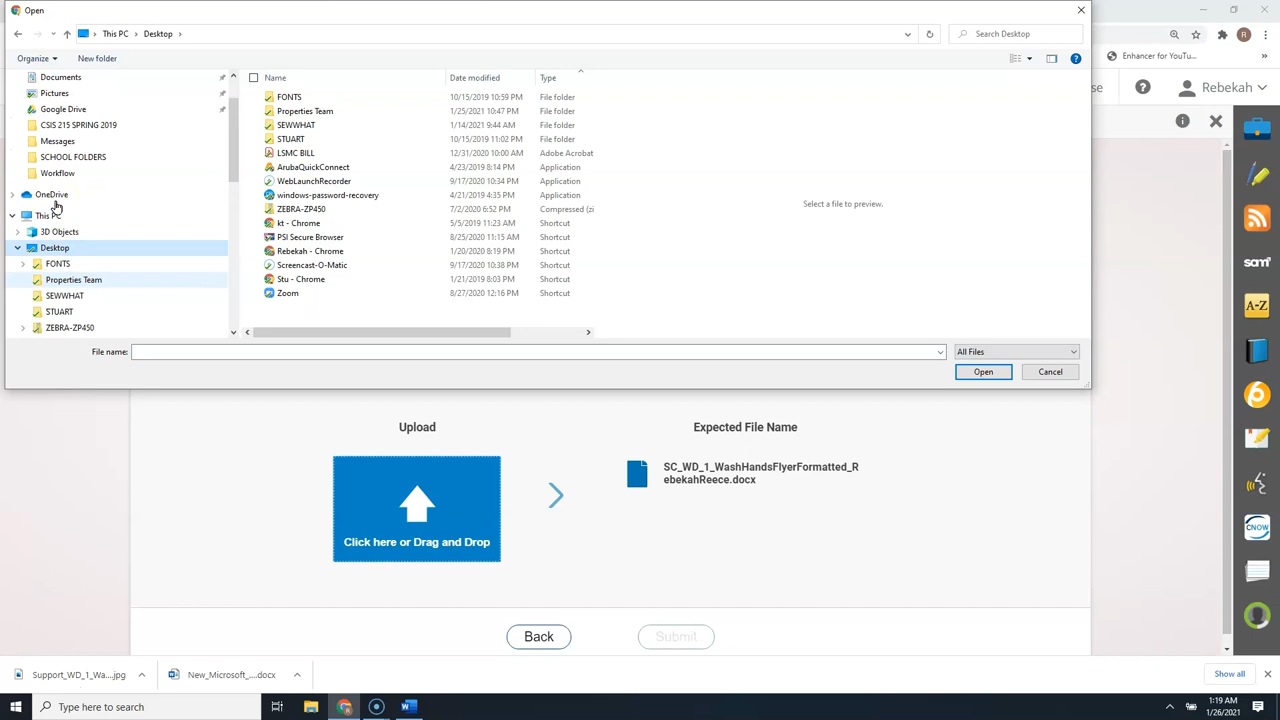 Open
This PC > Desktop >
Search Desktop
Organize
New folder
Documents
Pictures
Google Drive
CSIS 215 SPRING 2019
Messages
SCHOOL FOLDERS
Workflow
OneDrive
This PC
3D Objects
Desktop
FONTS
Properties Team
SEWWHAT
STUART
ZEBRA-ZP450
Name Date modified Type
FONTS 10/15/2019 10:59 PM File folder
Properties Team 1/25/2021 10:47 PM File folder
SEWWHAT 1/14/2021 9:44 AM File folder
STUART 10/15/2019 11:02 PM File folder
LSMC BILL 12/31/2020 10:00 AM Adobe Acrobat
ArubaQuickConnect 4/23/2019 8:14 PM Application
WebLaunchRecorder 9/17/2020 10:34 PM Application
windows-password-recovery 4/21/2019 4:35 PM Application
ZEBRA-ZP450 7/2/2020 6:52 PM Compressed (zi
kt - Chrome 5/5/2019 11:23 AM Shortcut
PSI Secure Browser 8/25/2020 11:15 AM Shortcut
Rebekah - Chrome 1/20/2020 8:19 PM Shortcut
Screencast-O-Matic 9/17/2020 10:38 PM Shortcut
Stu - Chrome 1/21/2019 8:03 PM Shortcut
Zoom 8/27/2020 12:16 PM Shortcut
Select a file to preview.
File name:
All Files
Open
Cancel
R
Enhancer for YouTu... »
se
Rebekah
sam
A-Z
6
CNOW
Upload
Click here or Drag and Drop
Expected File Name
SC_WD_1_WashHandsFlyerFormatted_R
ebekahReece.docx
Back
Submit
Support_WD_1_Wa....jpg
New_Microsoft_....docx
Show all
Type here to search
1:19 AM
1/26/2021